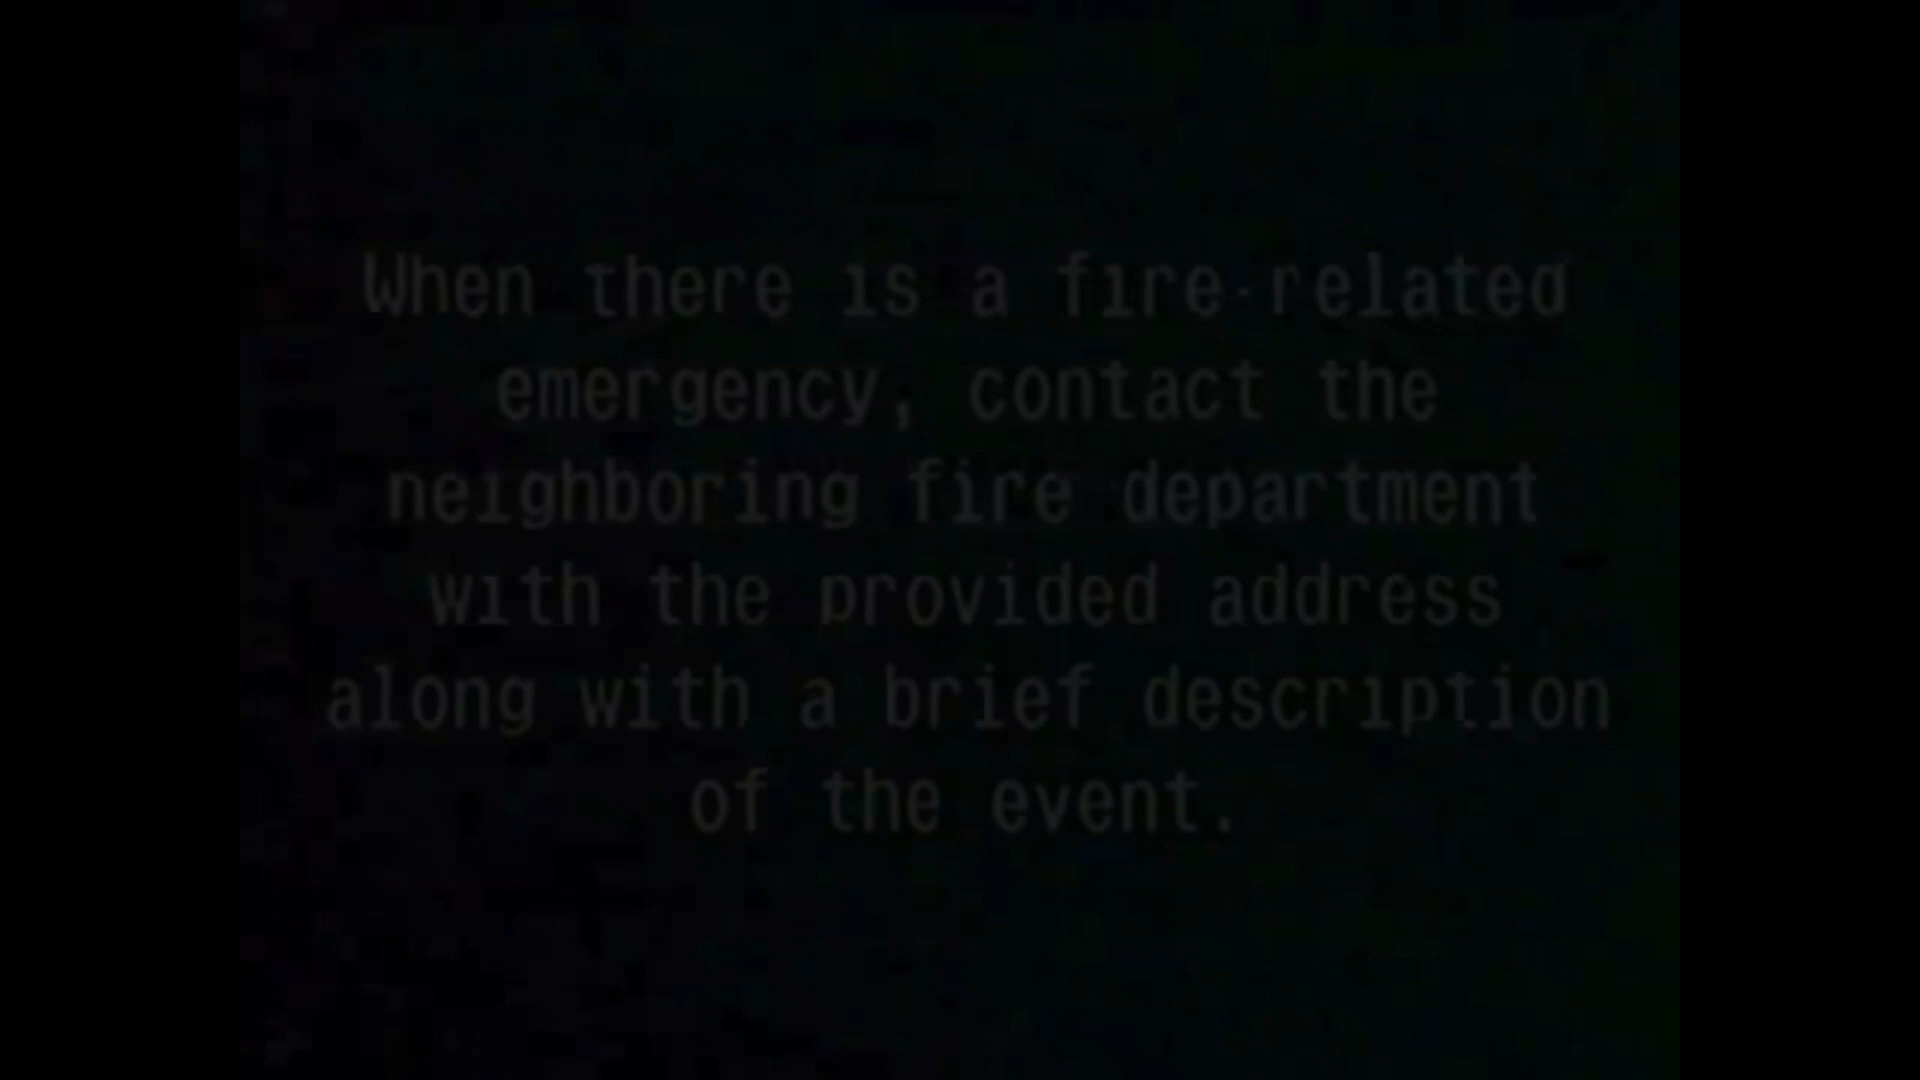 When there is a fire-related
emergency, contact the
neighboring fire department
with the provided address
along with a brief description
of the event.